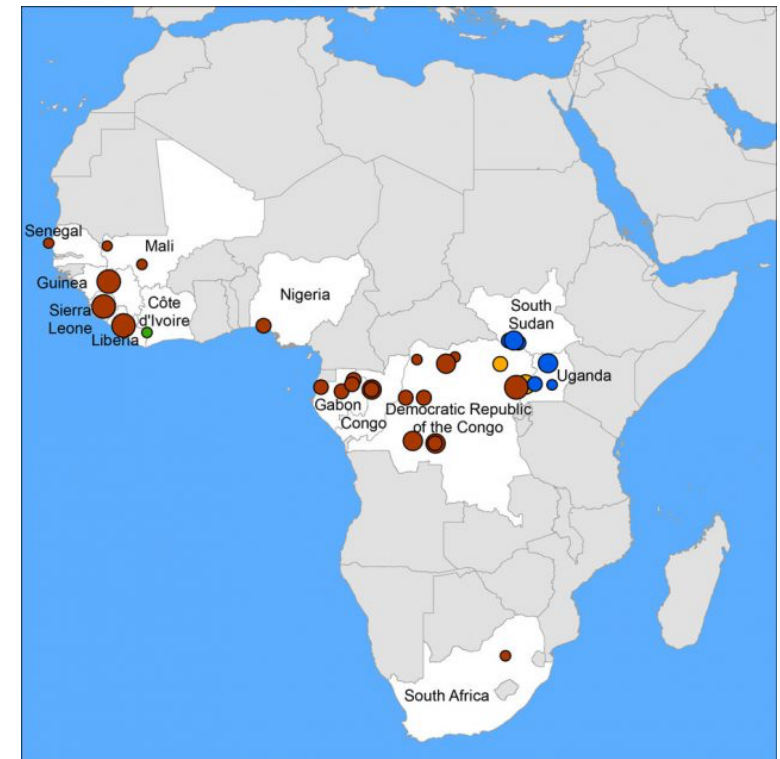 Senegal
Mali
Guinea
Sierra
Leone
Liberia
Côte
d'Ivoire
Nigeria
South
Sudan
Uganda
Gabon
Congo
Democratic Republic
of the Congo
South Africa